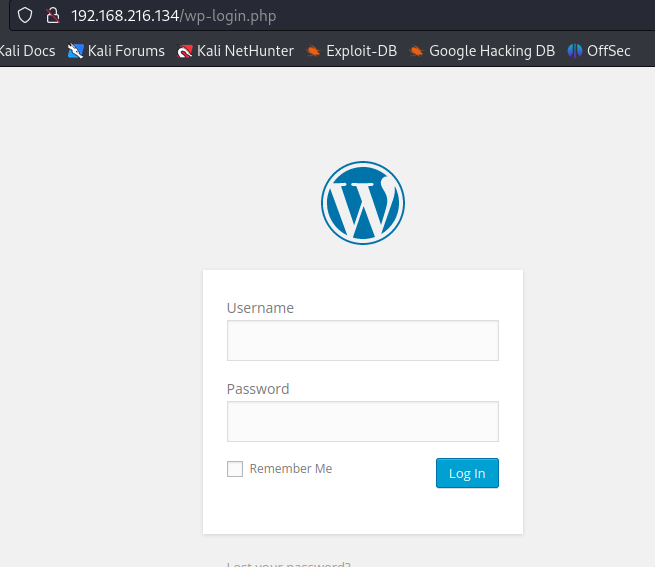 192.168.216.134/wp-login.php
Kali Docs Kali Forums Kali NetHunter Exploit-DB Google Hacking DB OffSec
Username
Password
Remember Me Log In
Lost your password?